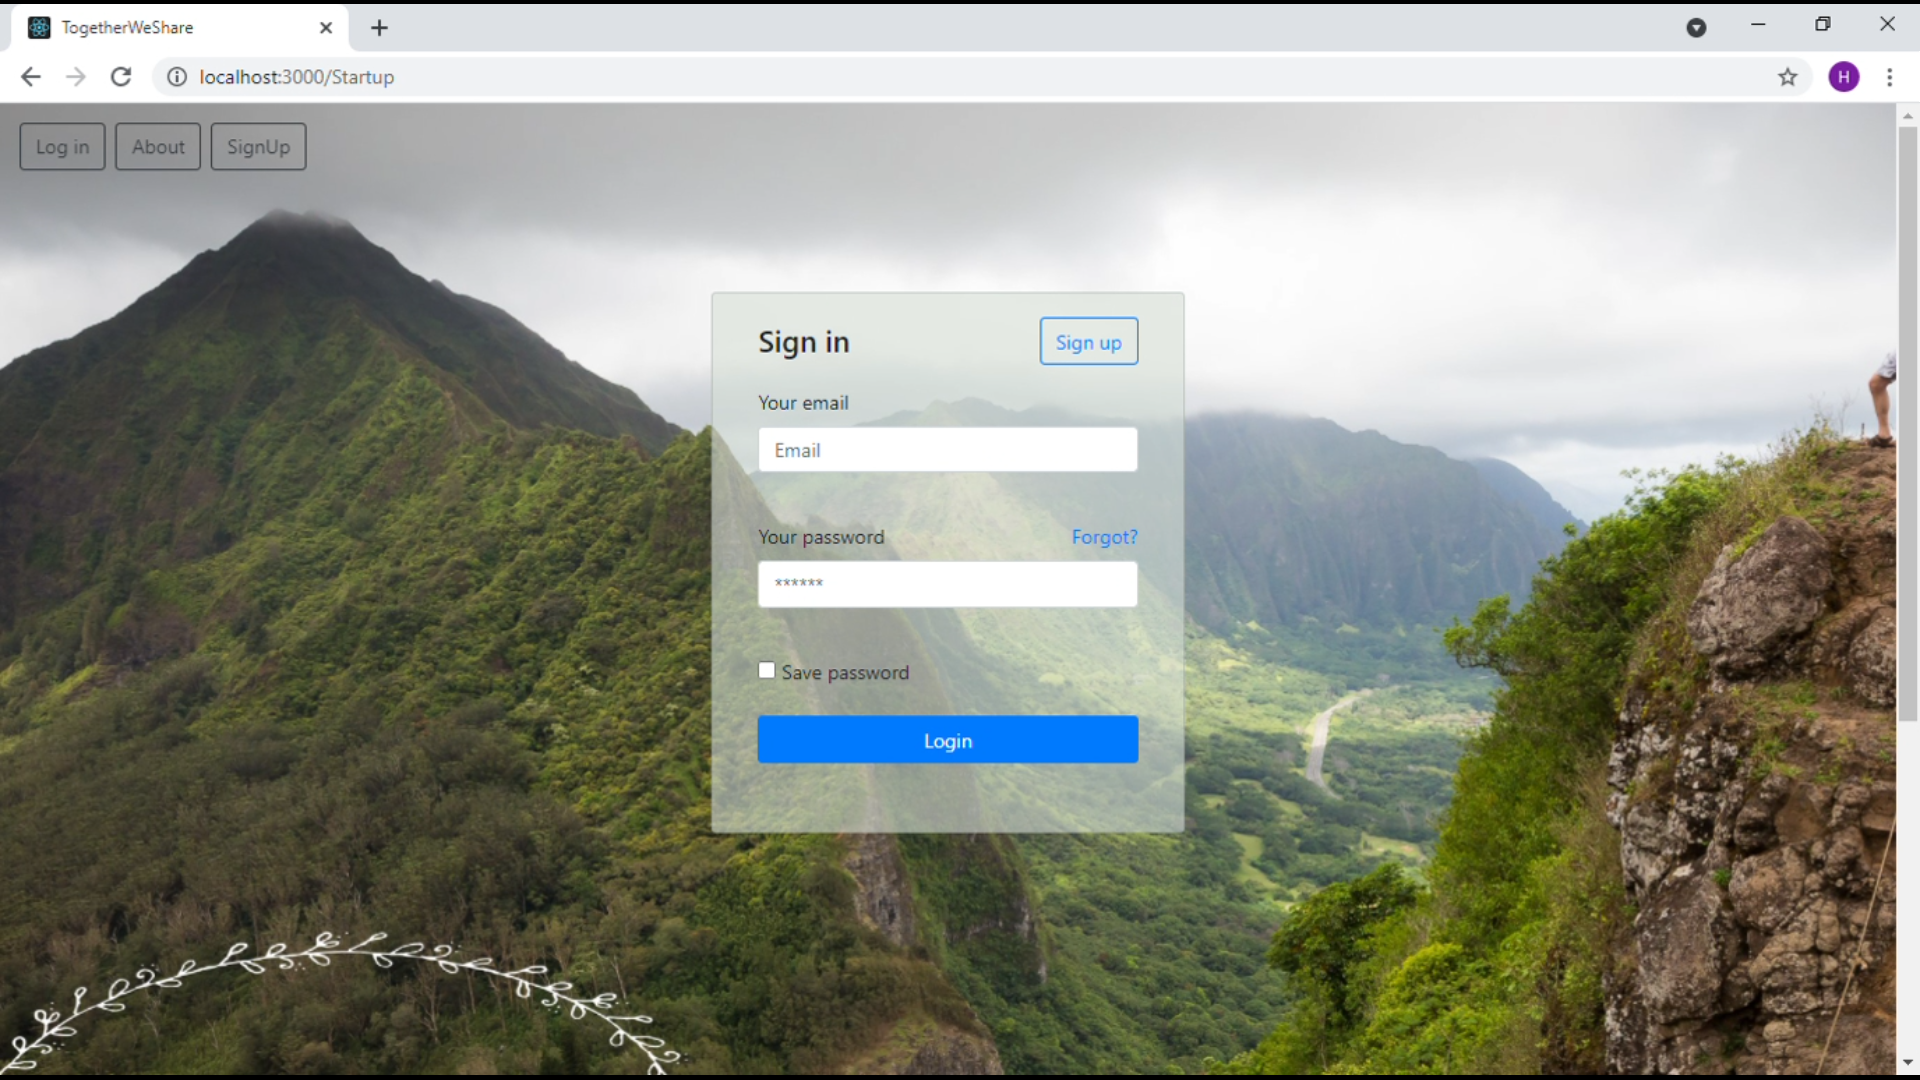 TogetherWeShare
localhost:3000/Startup
H
Log in
About
SignUp
Sign in
Sign up
Your email
Email
Your password
Forgot?
******
Save password
Login